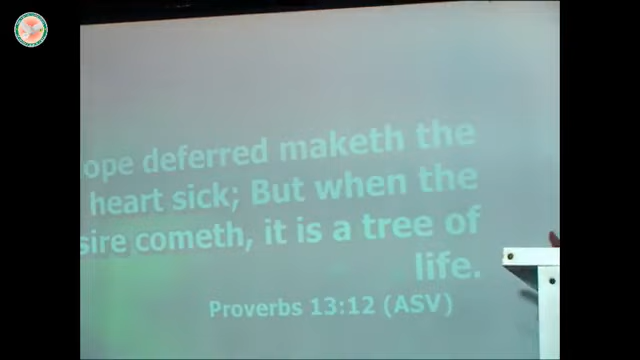 ope deferred maketh the
heart sick; But when the
sire cometh, it is a tree of
life.
Proverbs 13:12 (ASV)